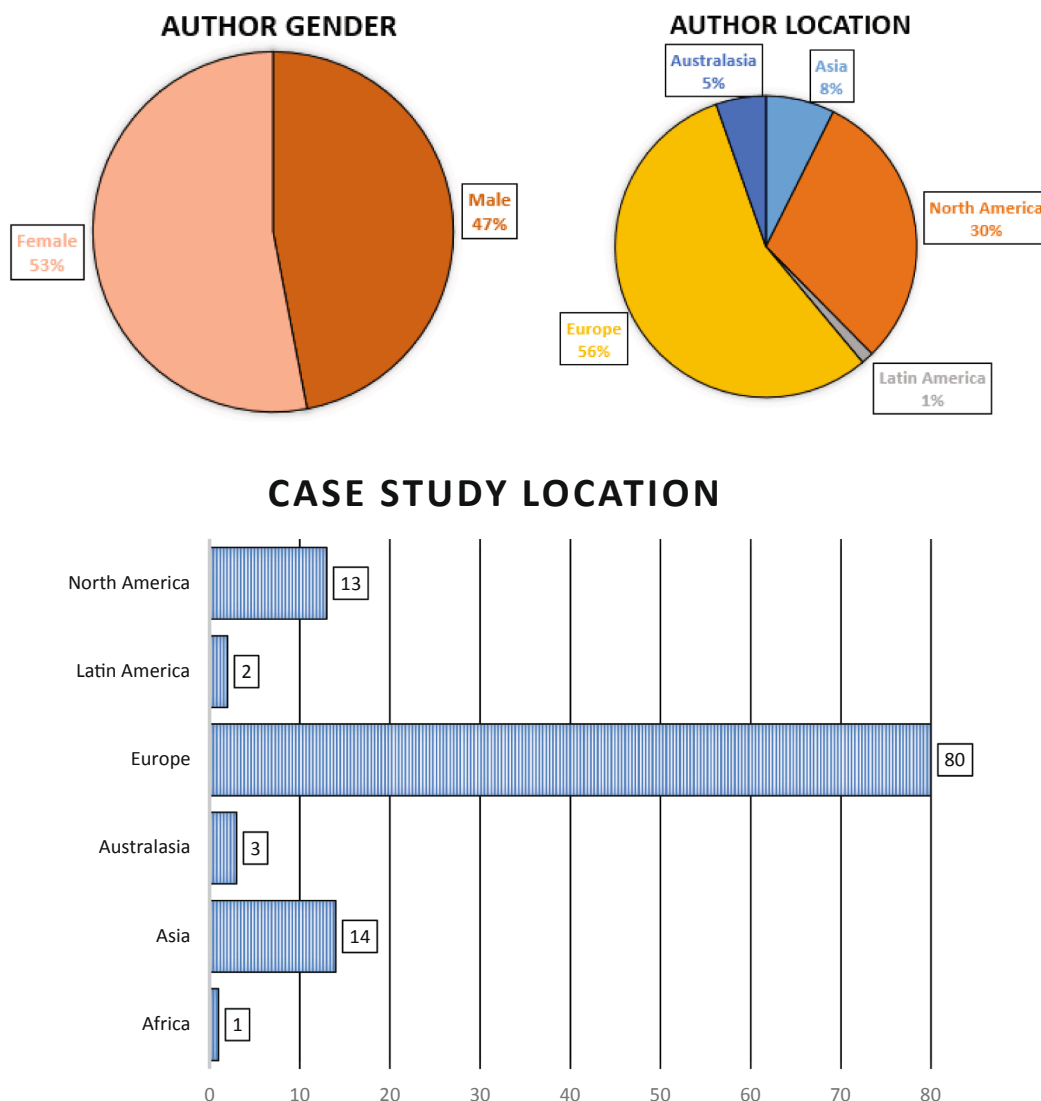 AUTHOR GENDER
Male
47%
Female
53%
AUTHOR LOCATION
Australasia
5%
Asia
8%
North America
30%
Europe
56%
Latin America
1%
CASE STUDY LOCATION
North America
13
Latin America
2
Europe
80
Australasia
3
Asia
14
Africa
1
0 10 20 30 40 50 60 70 80